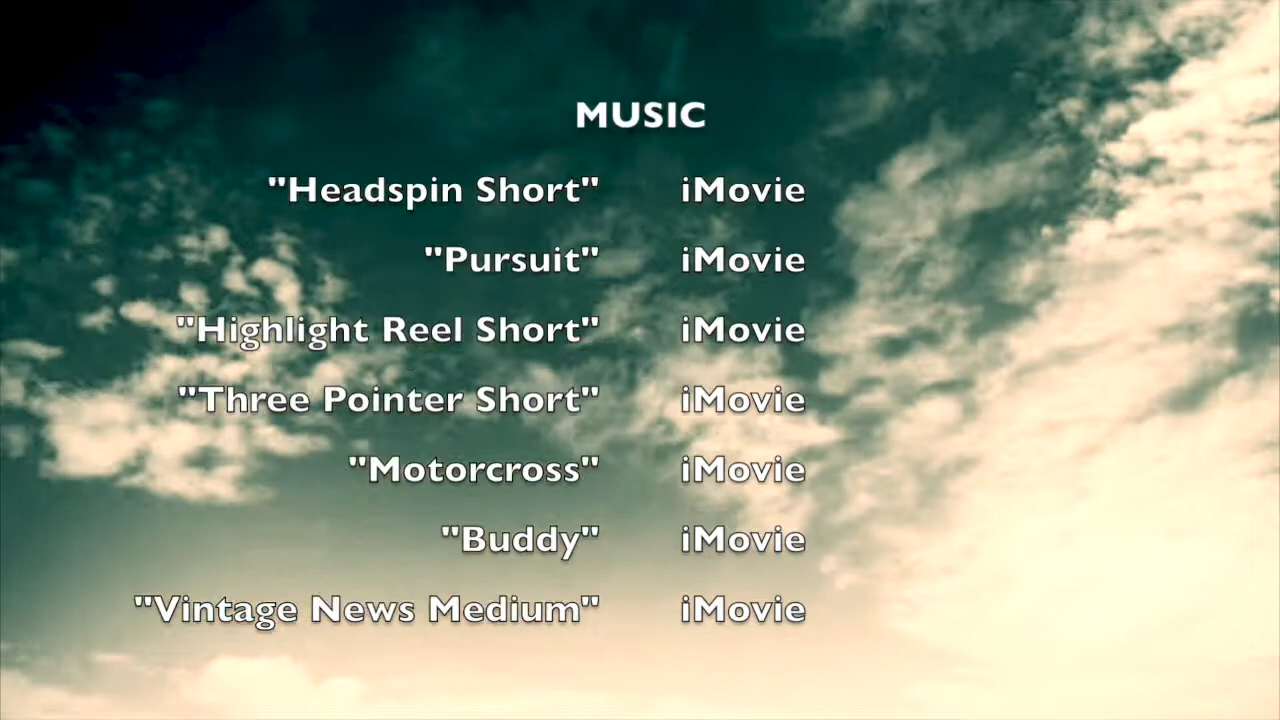 MUSIC
"Headspin Short" iMovie
"Pursuit" iMovie
"Highlight Reel Short" iMovie
"Three Pointer Short" iMovie
"Motorcross" iMovie
"Buddy" iMovie
"Vintage News Medium" iMovie